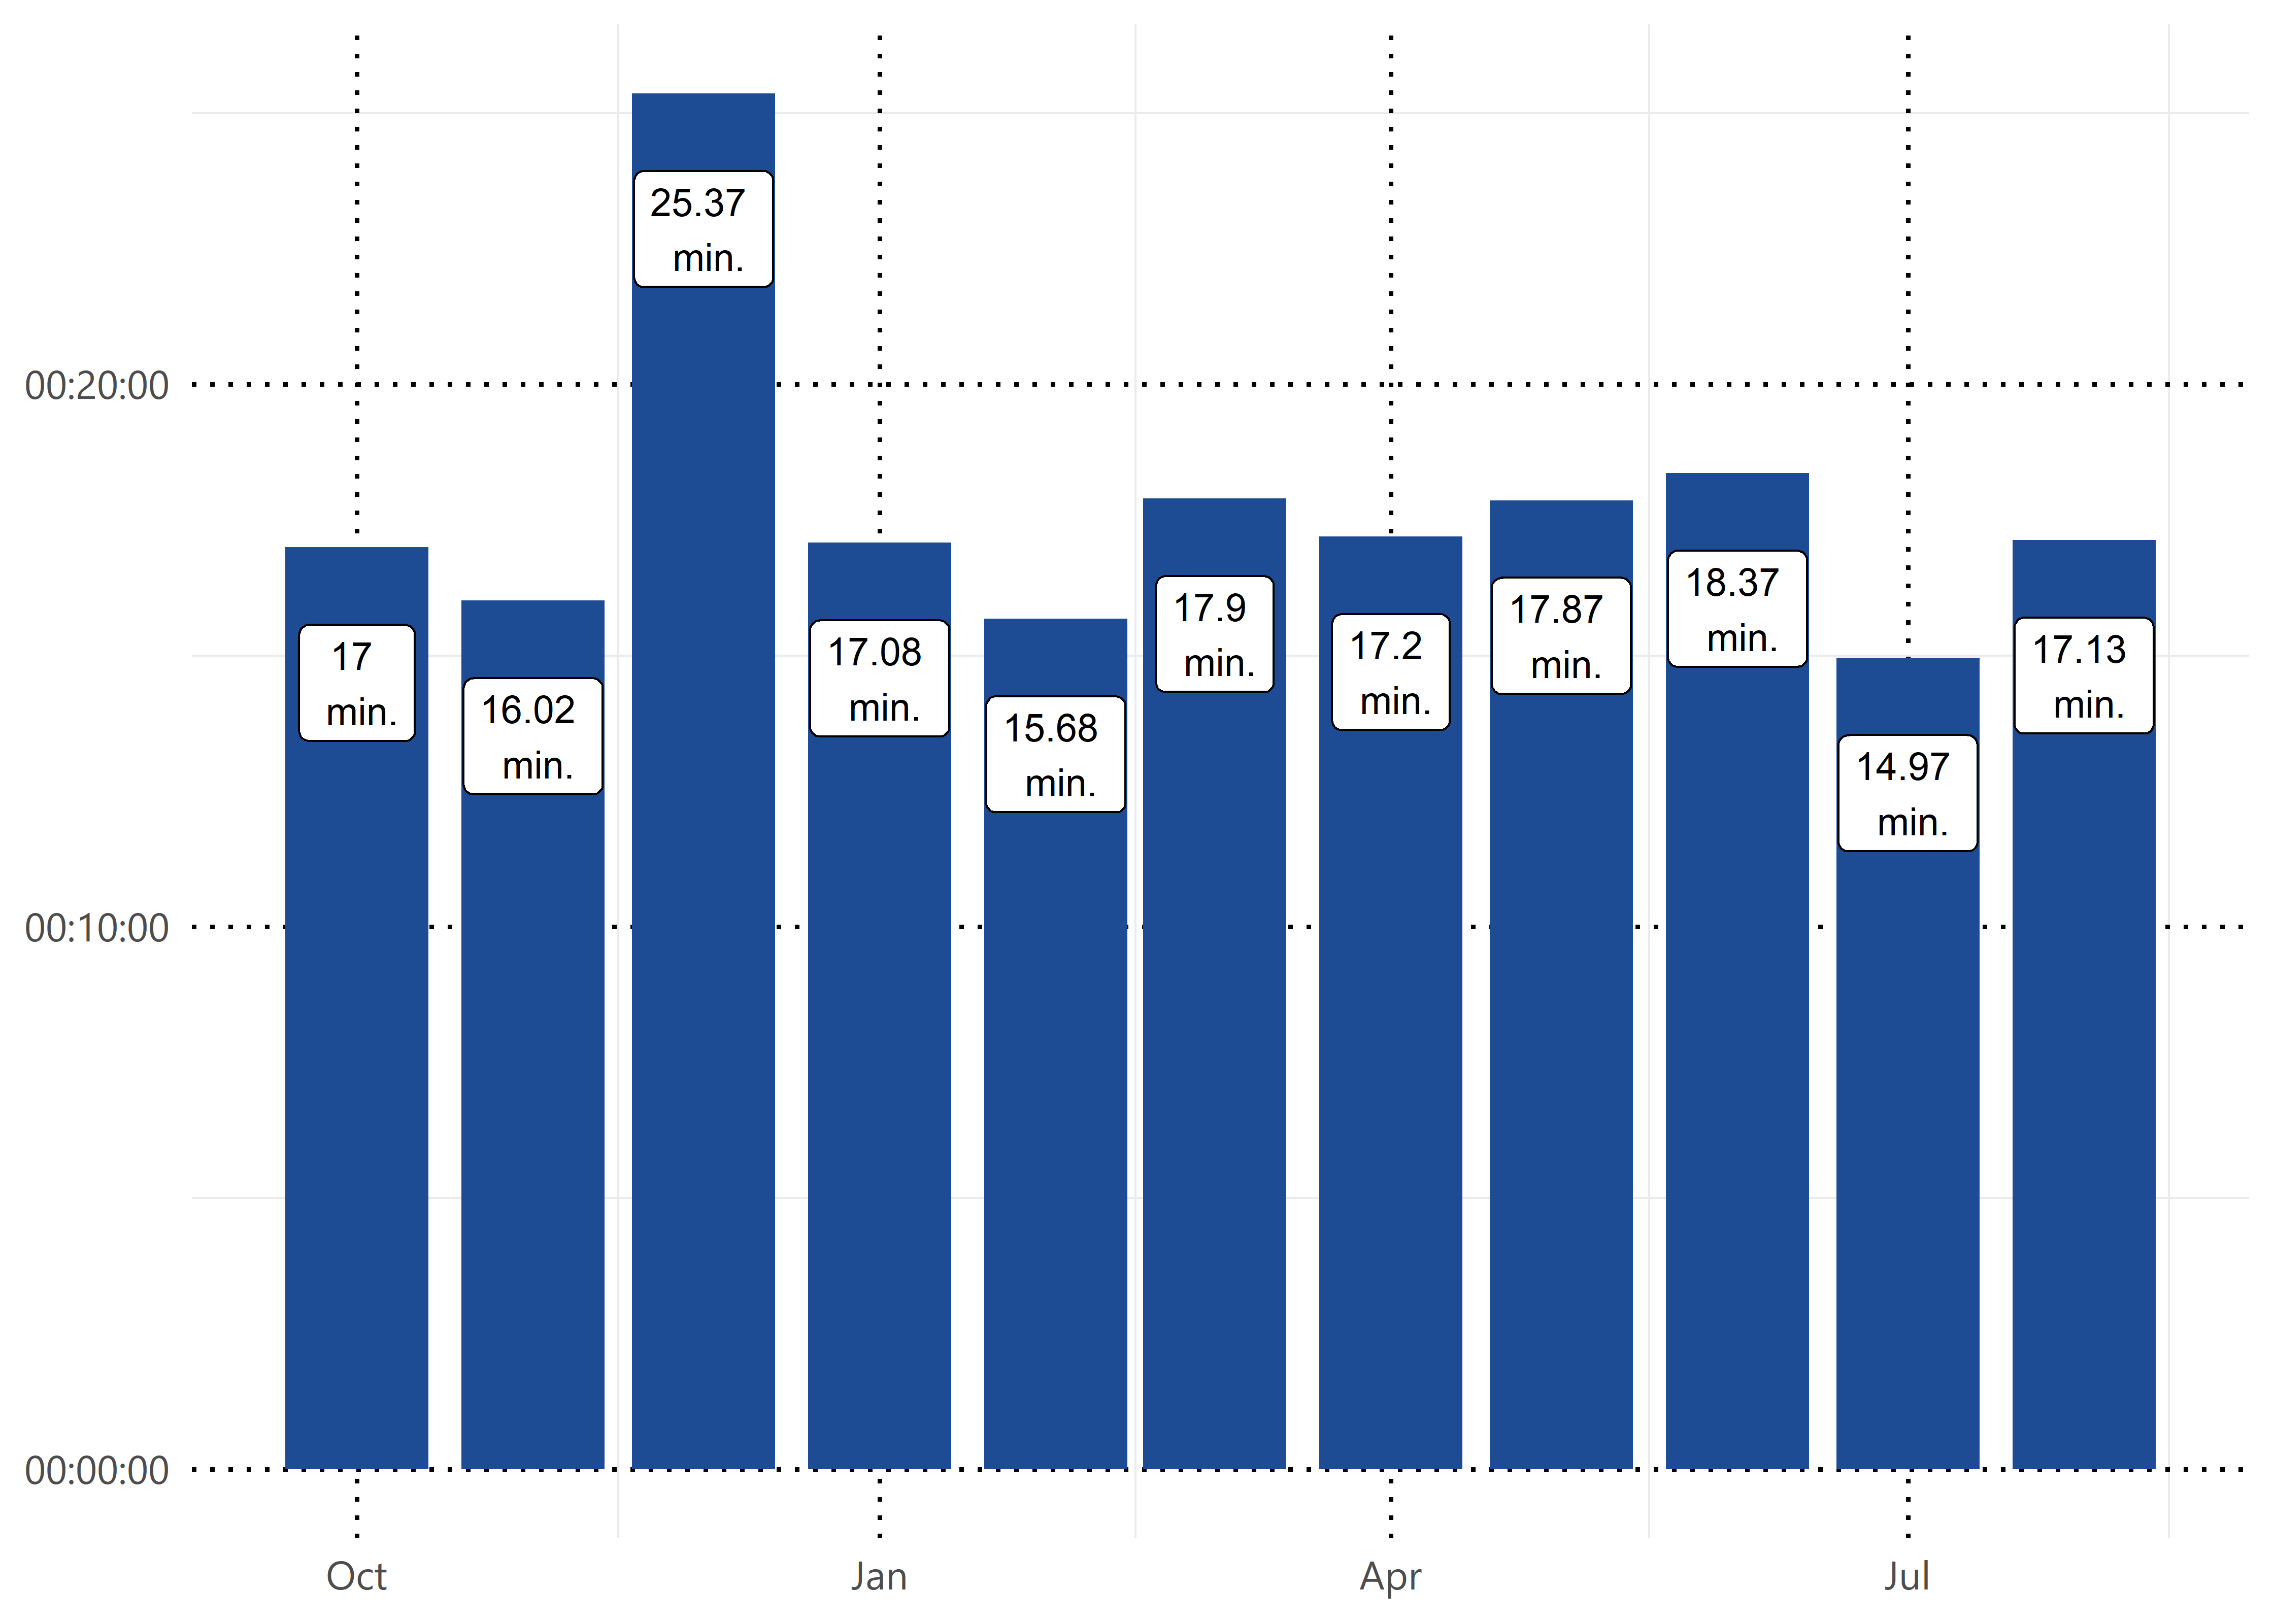 25.37
min.
00:20:00
17
min.
16.02
min.
17.08
min.
15.68
min.
17.9
min.
17.2
min.
17.87
min.
18.37
min.
14.97
min.
17.13
min.
00:10:00
00:00:00
Oct
Jan
Apr
Jul